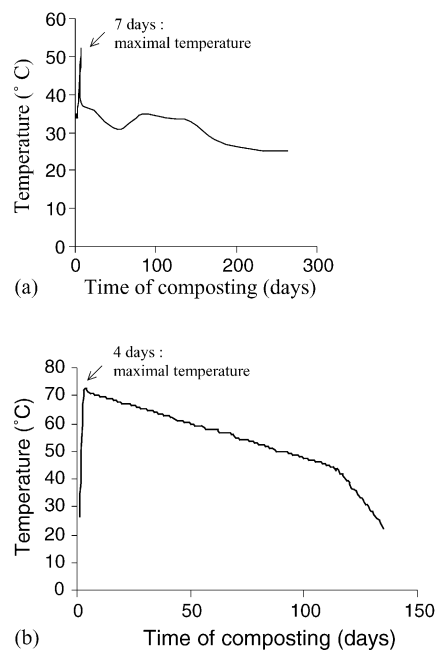 60
7 days :
maximal temperature
50
40
30
20
10
0
Temperature (° C)
0
100
200
300
(a)
Time of composting (days)
80
4 days :
maximal temperature
70
60
50
40
30
20
10
0
Temperature (°C)
0
50
100
150
(b)
Time of composting (days)